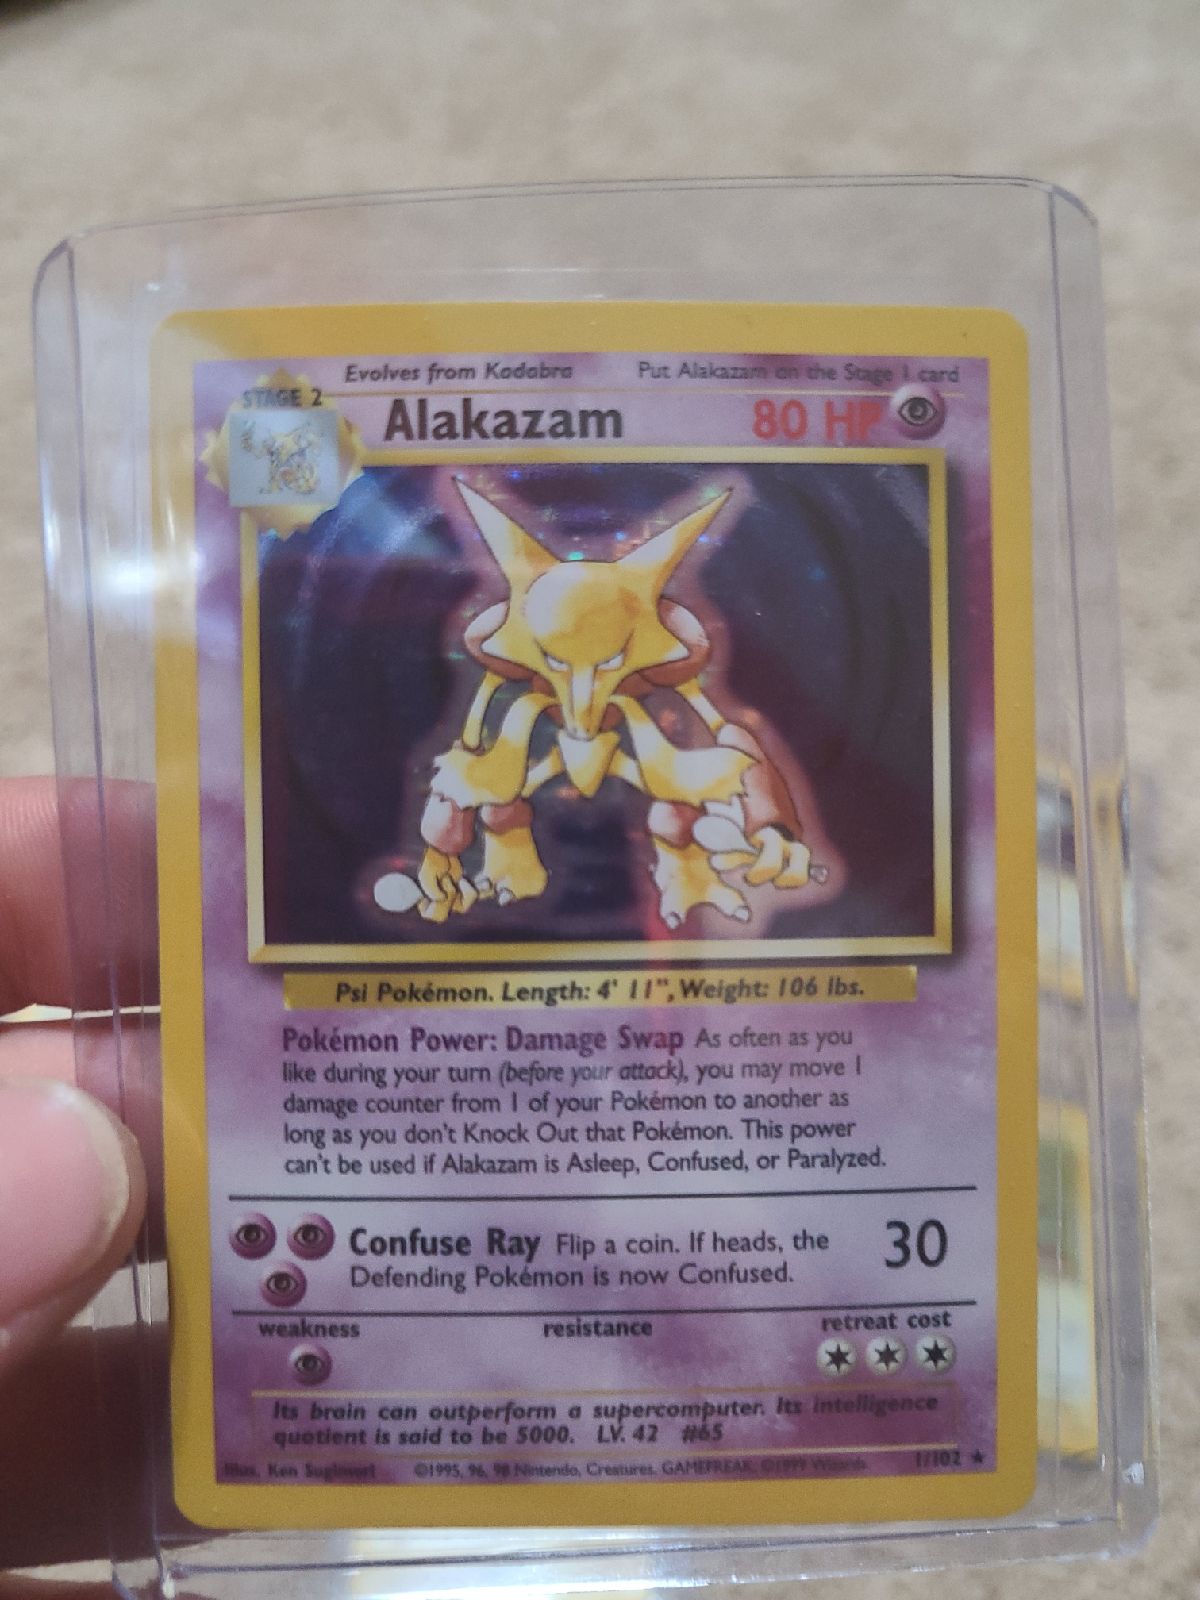 Evolves from Kadabra Put Alakazam on the Stage 1 card
STAGE 2
Alakazam 80 HP
Psi Pokémon. Length: 4' 11", Weight: 106 lbs.
Pokémon Power: Damage Swap As often as you
like during your turn (before your attack), you may move 1
damage counter from 1 of your Pokémon to another as
long as you don't Knock Out that Pokémon. This power
can't be used if Alakazam is Asleep, Confused, or Paralyzed.
Confuse Ray Flip a coin. If heads, the 30
Defending Pokémon is now Confused.
weakness resistance retreat cost
Its brain can outperform a supercomputer. Its intelligence
quotient is said to be 5000. LV. 42 #65
Illus. Ken Sugimori ©1995, 96, 98 Nintendo, Creatures, GAMEFREAK. ©1999 Wizards. 1/102 ★